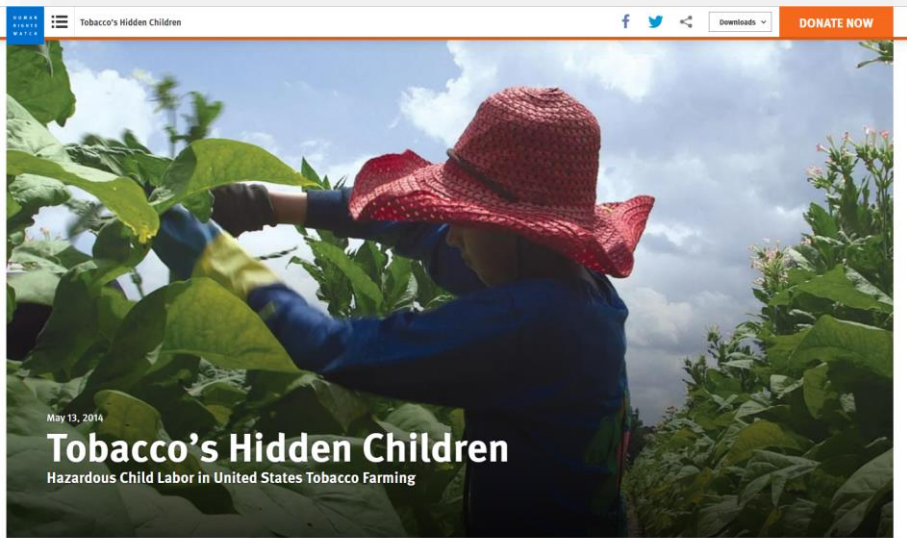 HUMAN
RIGHTS
WATCH
Tobacco's Hidden Children
Downloads
DONATE NOW
May 13, 2014
Tobacco's Hidden Children
Hazardous Child Labor in United States Tobacco Farming